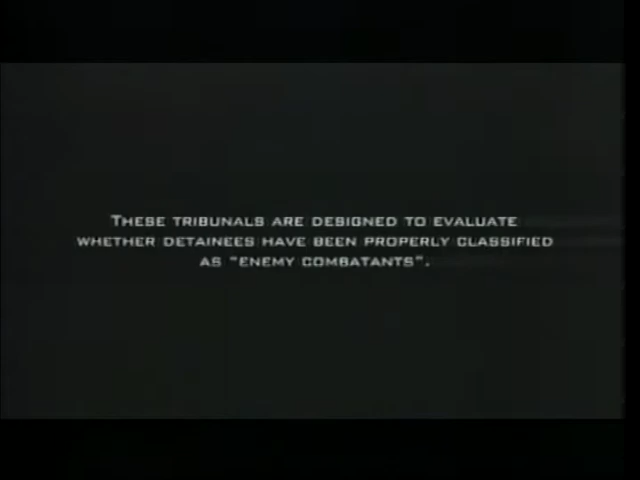 These tribunals are designed to evaluate
whether detainees have been properly classified
as "enemy combatants".